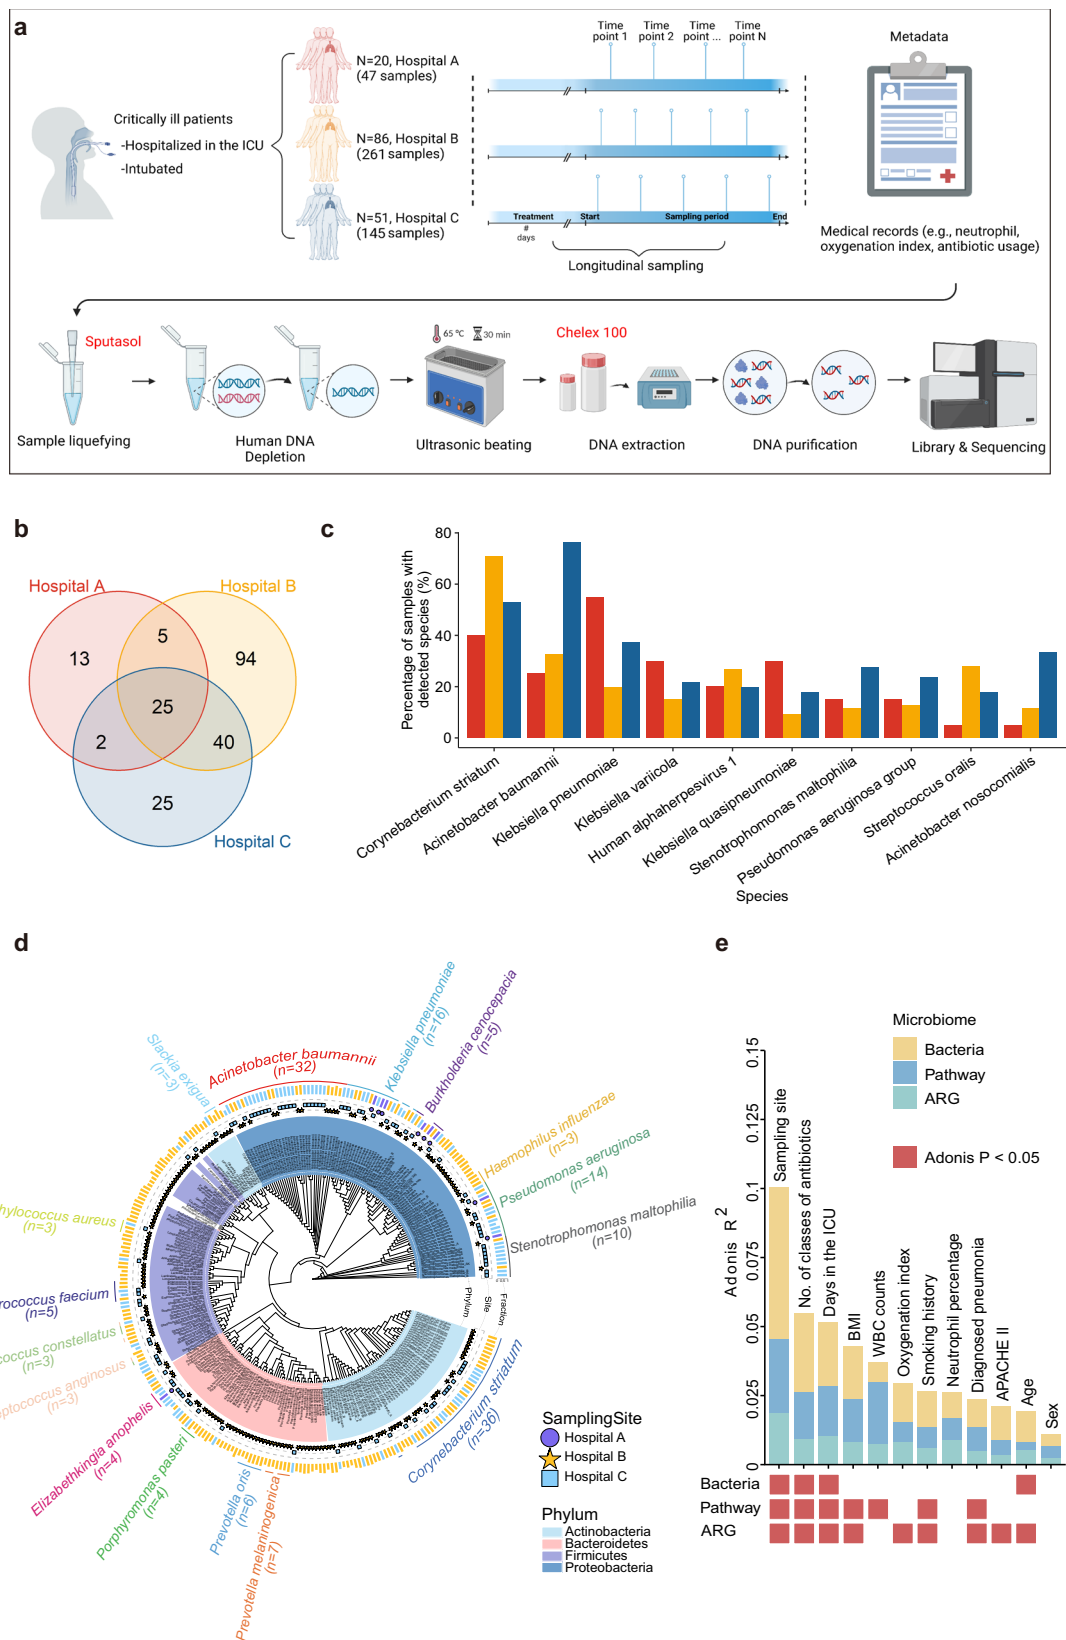 a
Critically ill patients
-Hospitalized in the ICU
-Intubated
N=20, Hospital A
(47 samples)
N=86, Hospital B
(261 samples)
N=51, Hospital C
(145 samples)
Time point 1
Time point 2
Time point ...
Time point N
Treatment
#
days
Start
Sampling period
End
Longitudinal sampling
Metadata
Medical records (e.g., neutrophil,
oxygenation index, antibiotic usage)
Sputasol
Sample liquefying
Human DNA
Depletion
65 °C
30 min
Ultrasonic beating
Chelex 100
DNA extraction
DNA purification
Library & Sequencing
b
Hospital A
Hospital B
Hospital C
13
5
94
25
2
40
25
c
Percentage of samples with
detected species (%)
80
60
40
20
0
Corynebacterium striatum
Acinetobacter baumannii
Klebsiella pneumoniae
Klebsiella variicola
Human alphaherpesvirus 1
Klebsiella quasipneumoniae
Stenotrophomonas maltophilia
Pseudomonas aeruginosa group
Streptococcus oralis
Acinetobacter nosocomialis
Species
d
Slackia exigua
(n=3)
Acinetobacter baumannii
(n=32)
Klebsiella pneumoniae
(n=16)
Burkholderia cenocepacia
(n=5)
Haemophilus influenzae
(n=3)
Pseudomonas aeruginosa
(n=14)
Stenotrophomonas maltophilia
(n=10)
Phylum
Site
Fraction
Corynebacterium striatum
(n=36)
Prevotella melaninogenica
(n=7)
Prevotella oris
(n=6)
Porphyromonas pasteri
(n=4)
Elizabethkingia anophelis
(n=4)
ptococcus anginosus
(n=3)
coccus constellatus
(n=3)
rococcus faecium
(n=5)
hylococcus aureus
(n=3)
SamplingSite
Hospital A
Hospital B
Hospital C
Phylum
Actinobacteria
Bacteroidetes
Firmicutes
Proteobacteria
e
Microbiome
Bacteria
Pathway
ARG
Adonis P < 0.05
Adonis R²
0.15
0.125
0.1
0.075
0.05
0.025
0
Sampling site
No. of classes of antibiotics
Days in the ICU
BMI
WBC counts
Oxygenation index
Smoking history
Neutrophil percentage
Diagnosed pneumonia
APACHE II
Age
Sex
Bacteria
Pathway
ARG